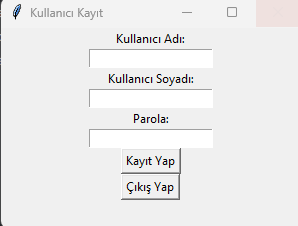 Kullanıcı Kayıt
Kullanıcı Adı:
Kullanıcı Soyadı:
Parola:
Kayıt Yap
Çıkış Yap